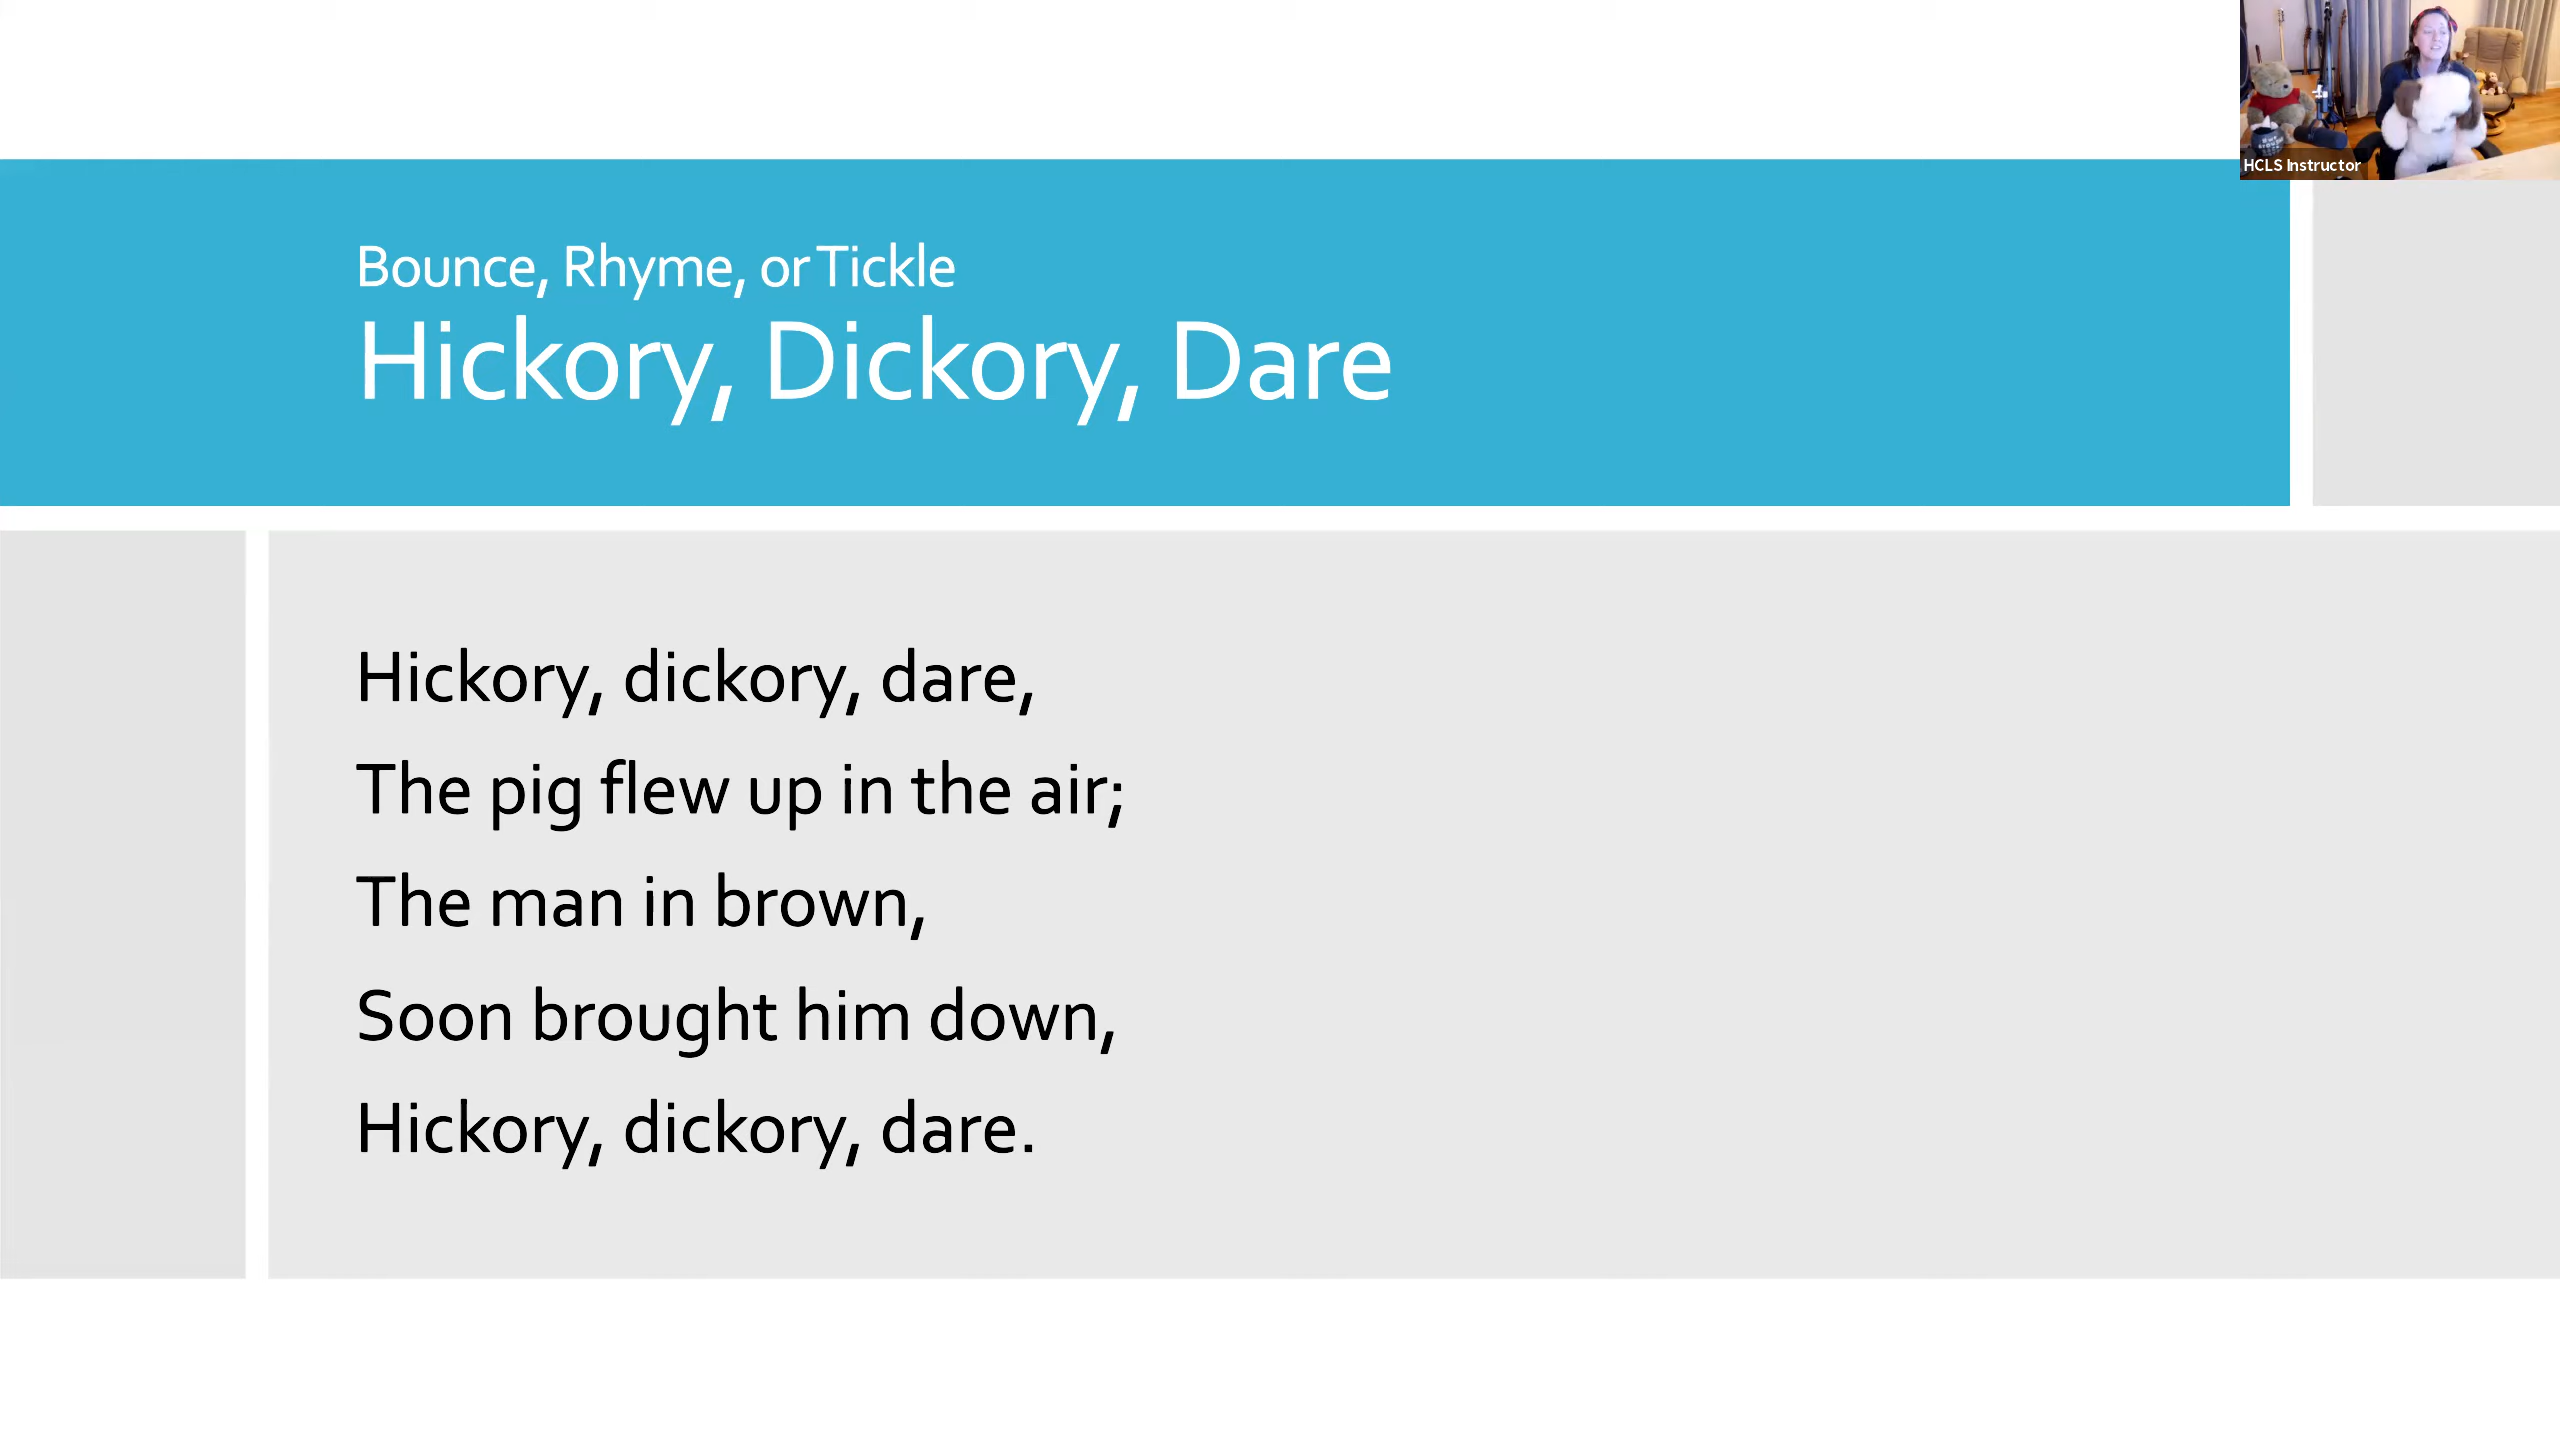 HCLS Instructor
Bounce, Rhyme, or Tickle
Hickory, Dickory, Dare
Hickory, dickory, dare,
The pig flew up in the air;
The man in brown,
Soon brought him down,
Hickory, dickory, dare.